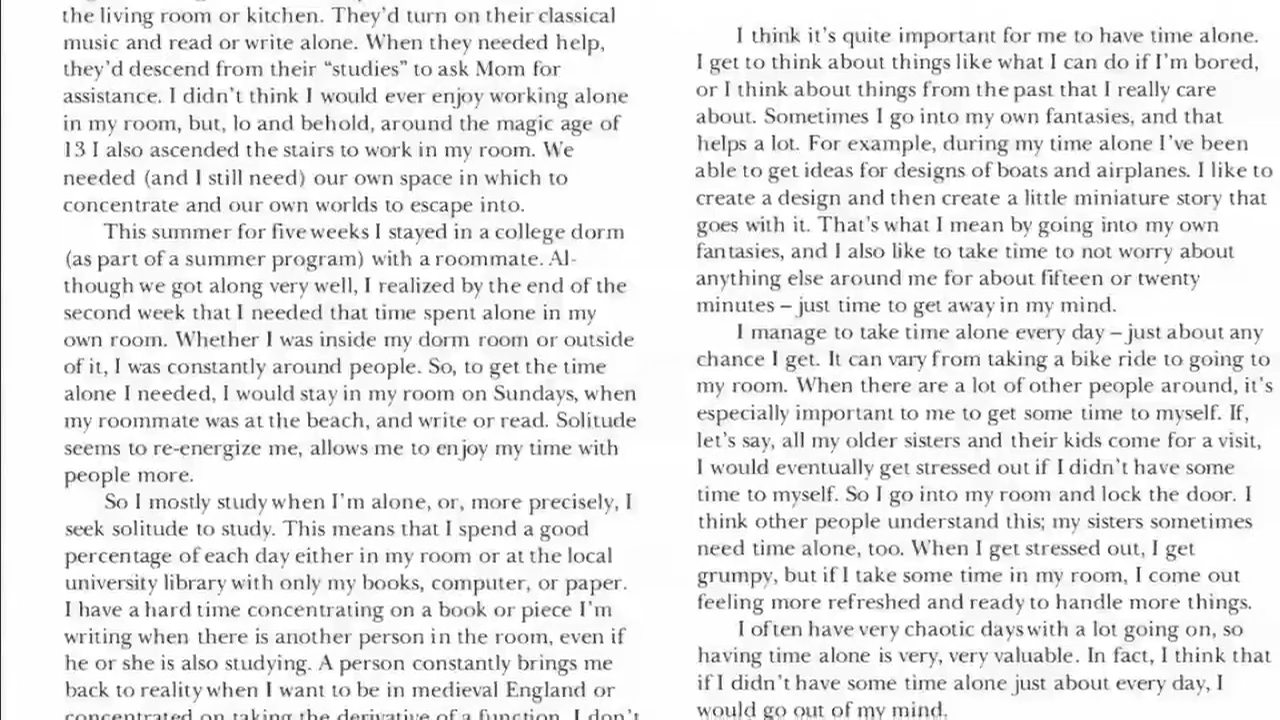 the living room or kitchen. They'd turn on their classical
music and read or write alone. When they needed help,
they'd descend from their “studies” to ask Mom for
assistance. I didn't think I would ever enjoy working alone
in my room, but, lo and behold, around the magic age of
13 I also ascended the stairs to work in my room. We
needed (and I still need) our own space in which to
concentrate and our own worlds to escape into.
This summer for five weeks I stayed in a college dorm
(as part of a summer program) with a roommate. Al-
though we got along very well, I realized by the end of the
second week that I needed that time spent alone in my
own room. Whether I was inside my dorm room or outside
of it, I was constantly around people. So, to get the time
alone I needed, I would stay in my room on Sundays, when
my roommate was at the beach, and write or read. Solitude
seems to re-energize me, allows me to enjoy my time with
people more.
So I mostly study when I'm alone, or, more precisely, I
seek solitude to study. This means that I spend a good
percentage of each day either in my room or at the local
university library with only my books, computer, or paper.
I have a hard time concentrating on a book or piece I'm
writing when there is another person in the room, even if
he or she is also studying. A person constantly brings me
back to reality when I want to be in medieval England or
concentrated on taking the derivative of a function. I don't
I think it's quite important for me to have time alone.
I get to think about things like what I can do if I'm bored,
or I think about things from the past that I really care
about. Sometimes I go into my own fantasies, and that
helps a lot. For example, during my time alone I've been
able to get ideas for designs of boats and airplanes. I like to
create a design and then create a little miniature story that
goes with it. That's what I mean by going into my own
fantasies, and I also like to take time to not worry about
anything else around me for about fifteen or twenty
minutes – just time to get away in my mind.
I manage to take time alone every day – just about any
chance I get. It can vary from taking a bike ride to going to
my room. When there are a lot of other people around, it's
especially important to me to get some time to myself. If,
let's say, all my older sisters and their kids come for a visit,
I would eventually get stressed out if I didn't have some
time to myself. So I go into my room and lock the door. I
think other people understand this; my sisters sometimes
need time alone, too. When I get stressed out, I get
grumpy, but if I take some time in my room, I come out
feeling more refreshed and ready to handle more things.
I often have very chaotic days with a lot going on, so
having time alone is very, very valuable. In fact, I think that
if I didn't have some time alone just about every day, I
would go out of my mind.